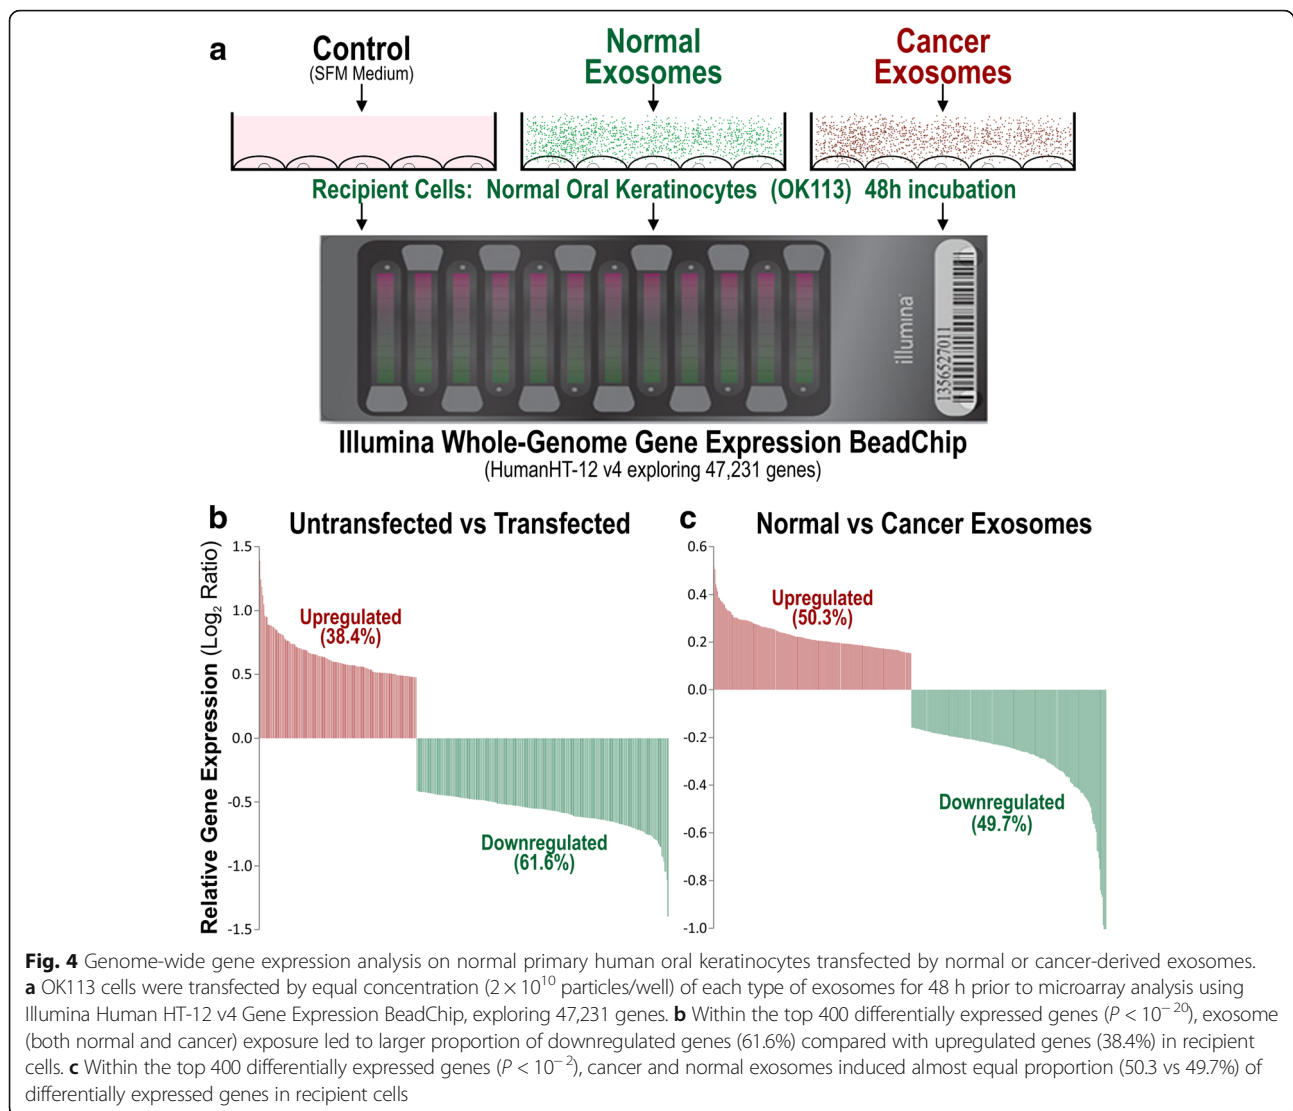 a
Control
(SFM Medium)
Normal
Exosomes
Cancer
Exosomes
Recipient Cells: Normal Oral Keratinocytes (OK113) 48h incubation
illumina
1356527011
Illumina Whole-Genome Gene Expression BeadChip
(HumanHT-12 v4 exploring 47,231 genes)
b
Untransfected vs Transfected
Relative Gene Expression (Log₂ Ratio)
1.5
1.0
0.5
0.0
-0.5
-1.0
-1.5
Upregulated
(38.4%)
Downregulated
(61.6%)
c
Normal vs Cancer Exosomes
0.6
0.4
0.2
0.0
-0.2
-0.4
-0.6
-0.8
-1.0
Upregulated
(50.3%)
Downregulated
(49.7%)
Fig. 4 Genome-wide gene expression analysis on normal primary human oral keratinocytes transfected by normal or cancer-derived exosomes.
a OK113 cells were transfected by equal concentration (2 × 10¹⁰ particles/well) of each type of exosomes for 48 h prior to microarray analysis using
Illumina Human HT-12 v4 Gene Expression BeadChip, exploring 47,231 genes. b Within the top 400 differentially expressed genes (P < 10⁻²⁰), exosome
(both normal and cancer) exposure led to larger proportion of downregulated genes (61.6%) compared with upregulated genes (38.4%) in recipient
cells. c Within the top 400 differentially expressed genes (P < 10⁻²), cancer and normal exosomes induced almost equal proportion (50.3 vs 49.7%) of
differentially expressed genes in recipient cells